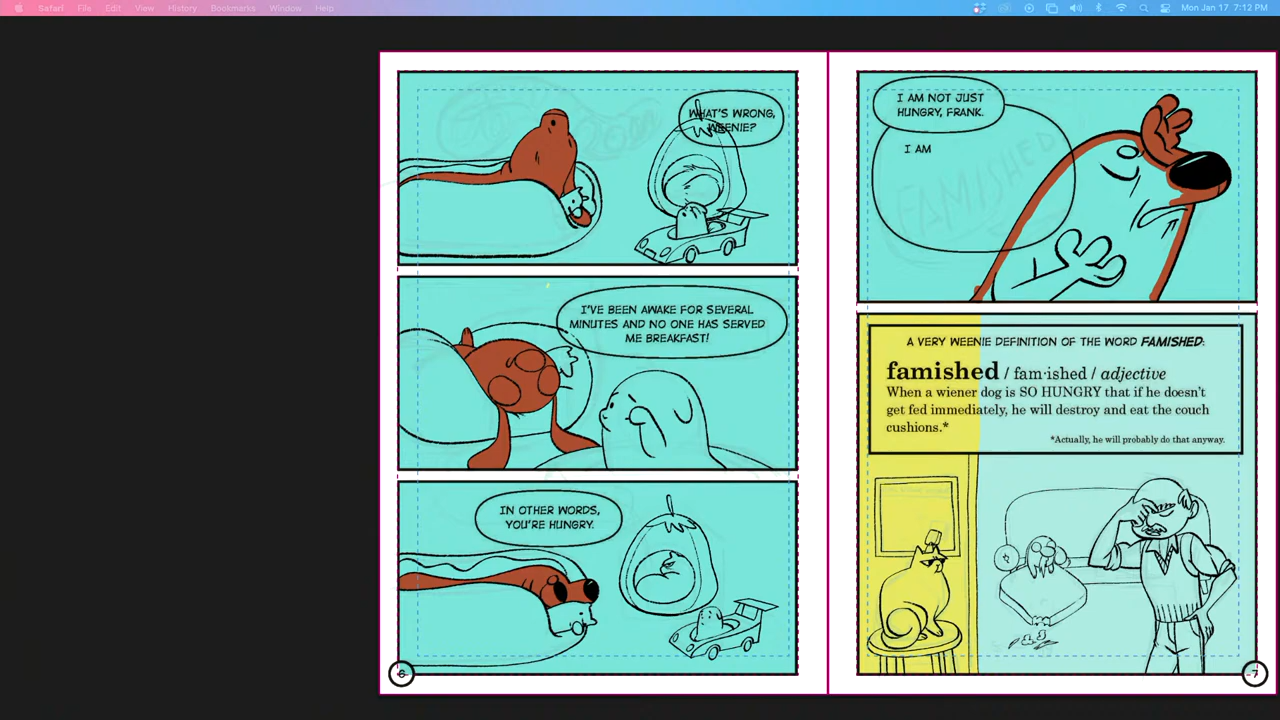 Safari File Edit View History Bookmarks Window Help
Mon Jan 17 7:12 PM
WHAT'S WRONG,
WEENIE?
I'VE BEEN AWAKE FOR SEVERAL
MINUTES AND NO ONE HAS SERVED
ME BREAKFAST!
IN OTHER WORDS,
YOU'RE HUNGRY.
6
I AM NOT JUST
HUNGRY, FRANK.
I AM
FAMISHED
A VERY WEENIE DEFINITION OF THE WORD FAMISHED:
famished / fam·ished / adjective
When a wiener dog is SO HUNGRY that if he doesn't
get fed immediately, he will destroy and eat the couch
cushions.*
*Actually, he will probably do that anyway.
7